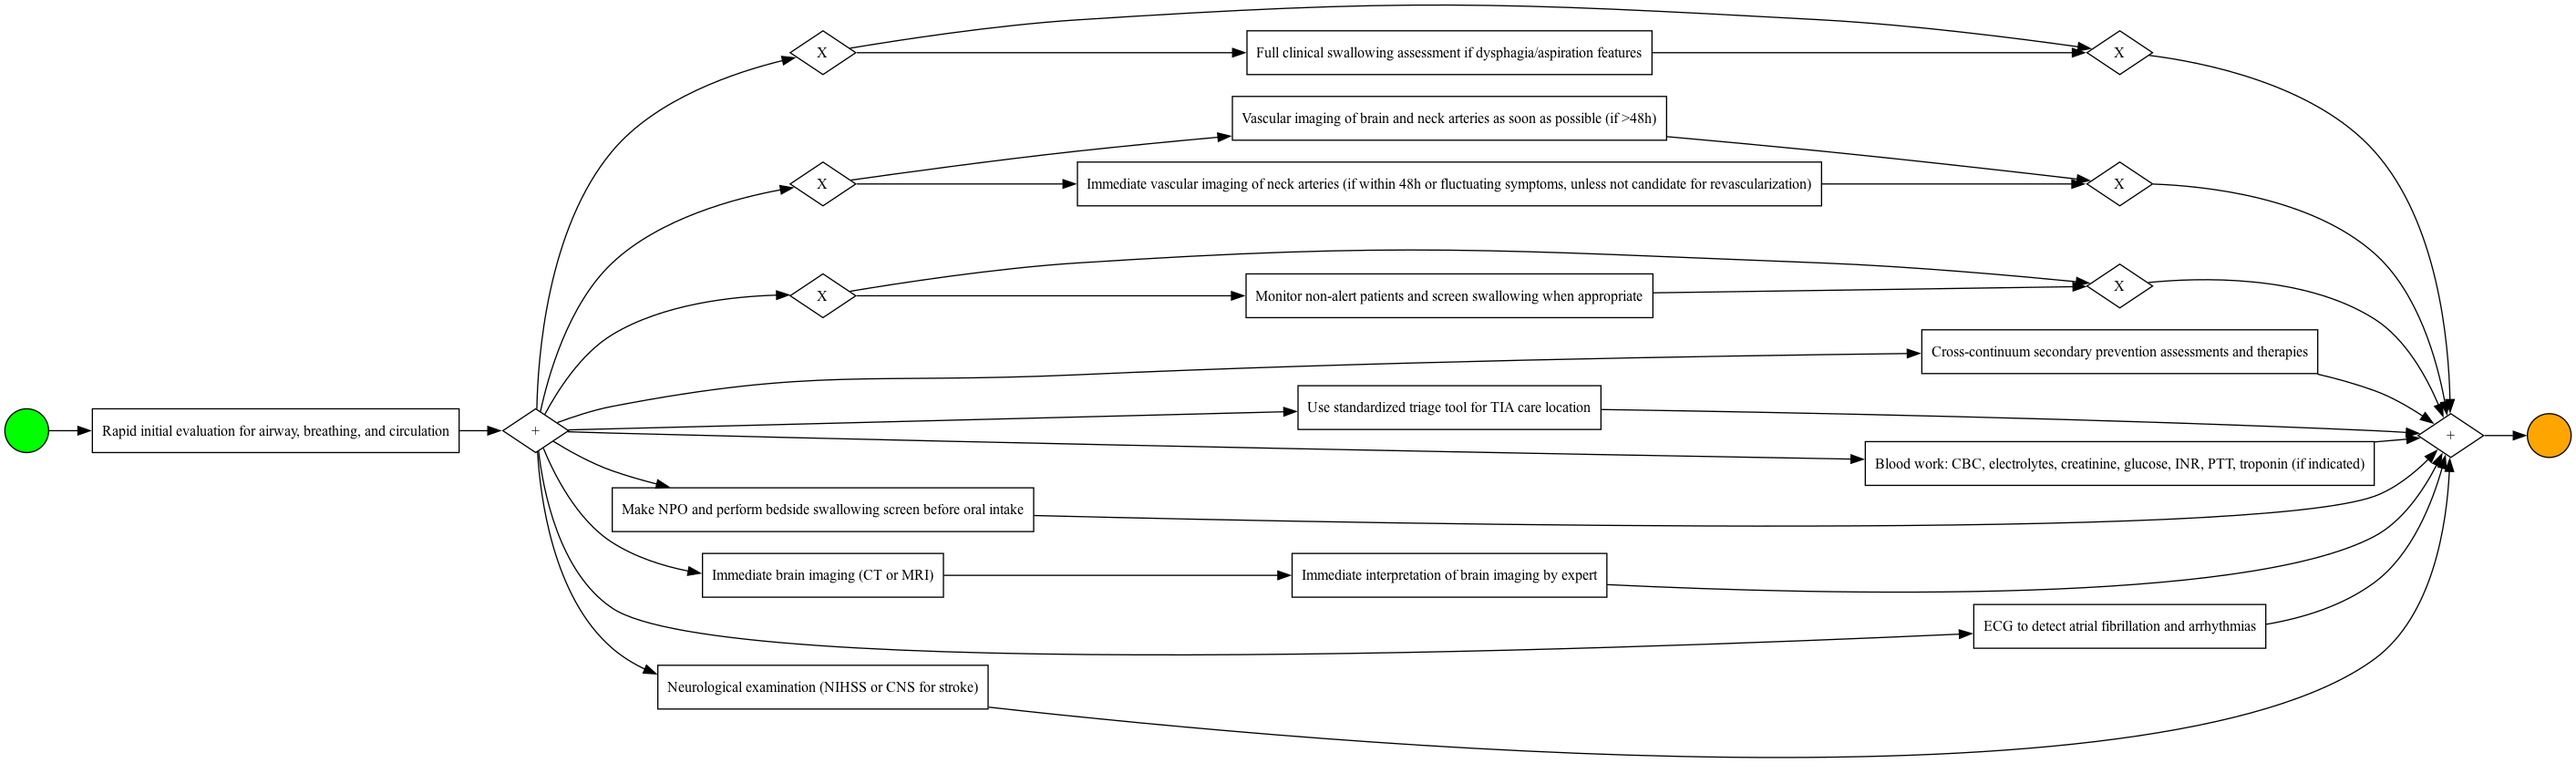 X
Full clinical swallowing assessment if dysphagia/aspiration features
X
Vascular imaging of brain and neck arteries as soon as possible (if >48h)
X
Immediate vascular imaging of neck arteries (if within 48h or fluctuating symptoms, unless not candidate for revascularization)
X
X
Monitor non-alert patients and screen swallowing when appropriate
X
Cross-continuum secondary prevention assessments and therapies
Use standardized triage tool for TIA care location
Rapid initial evaluation for airway, breathing, and circulation
+
+
Blood work: CBC, electrolytes, creatinine, glucose, INR, PTT, troponin (if indicated)
Make NPO and perform bedside swallowing screen before oral intake
Immediate brain imaging (CT or MRI)
Immediate interpretation of brain imaging by expert
ECG to detect atrial fibrillation and arrhythmias
Neurological examination (NIHSS or CNS for stroke)